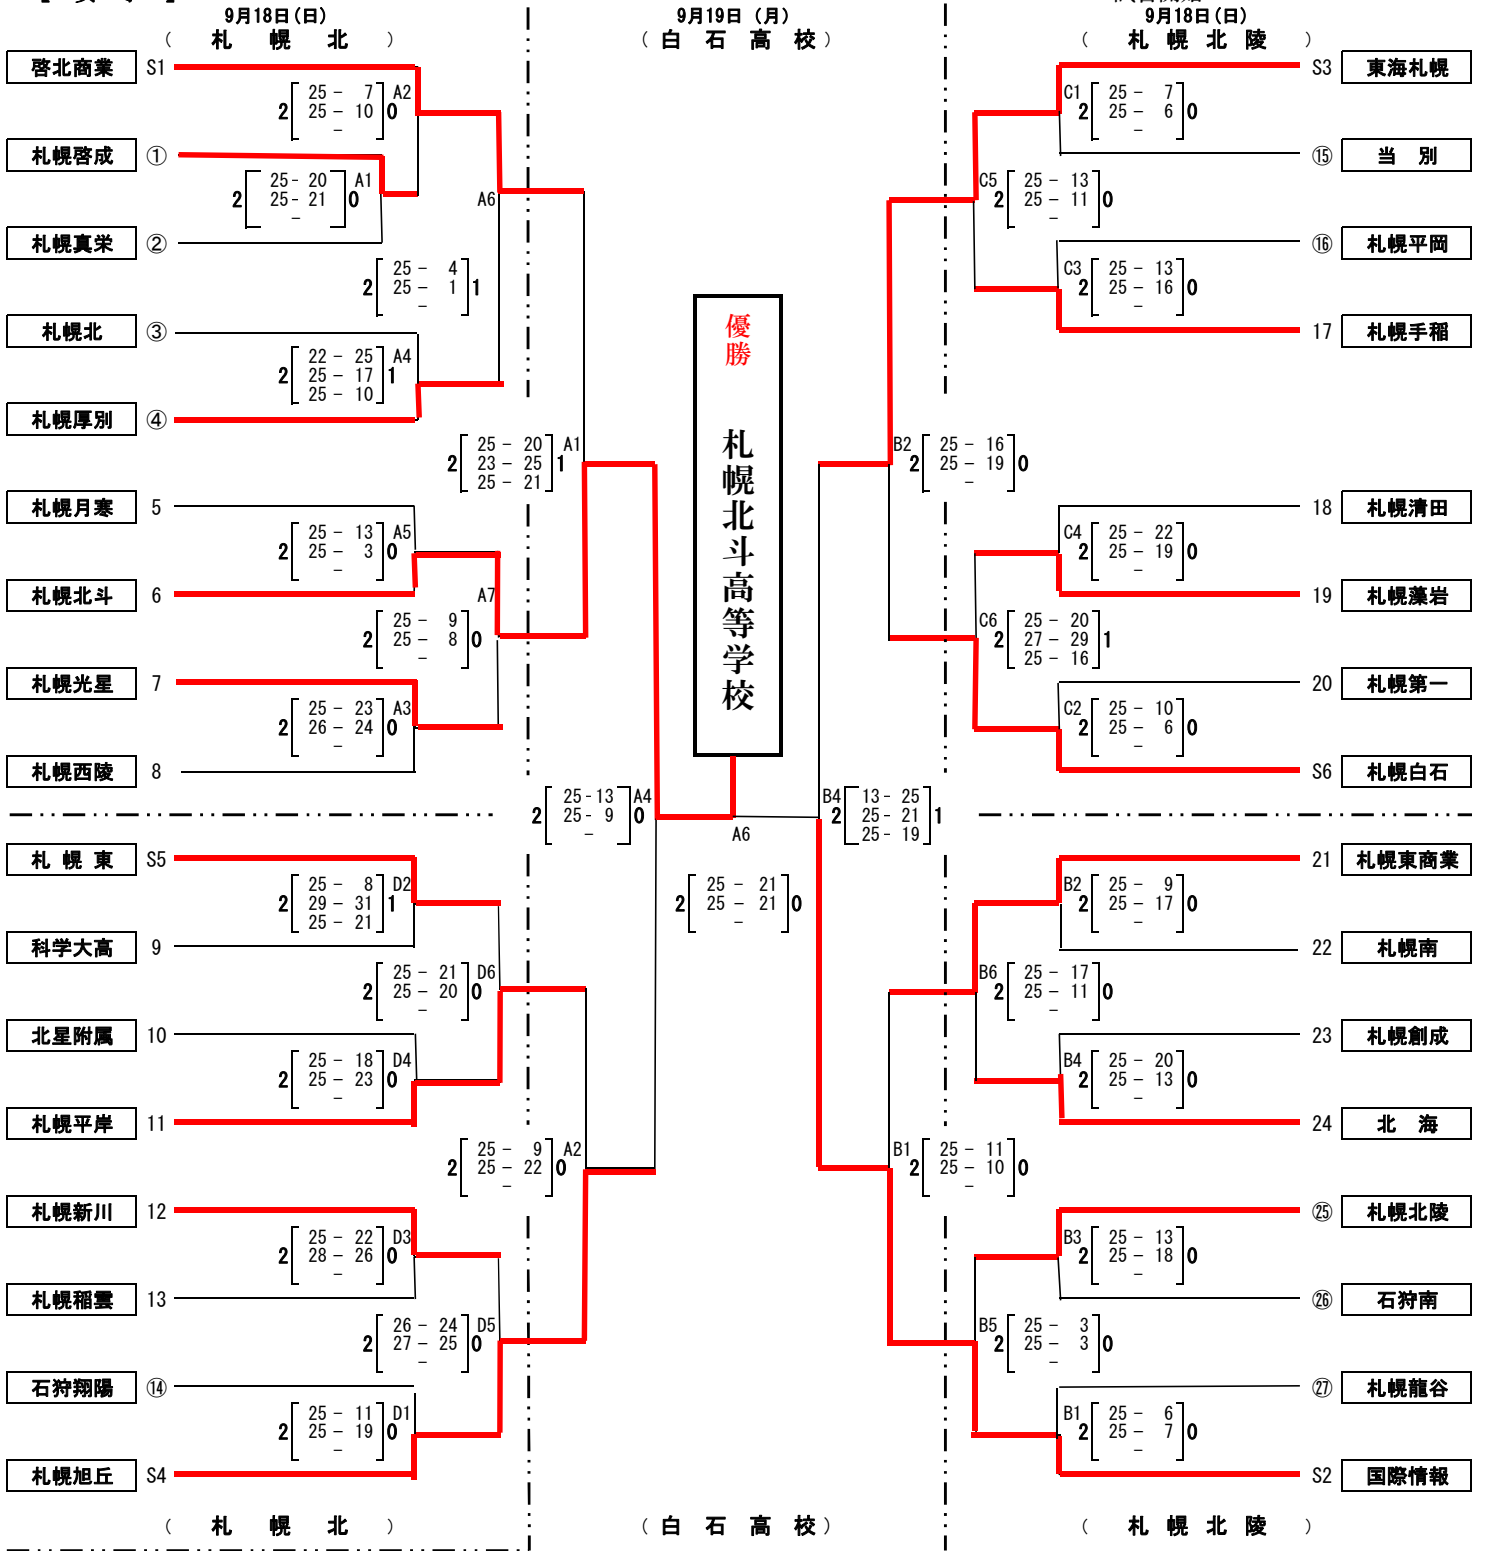 9月18日(日)
( 札 幌 北 )
9月19日 (月)
( 白 石 高 校 )
9月18日(日)
( 札 幌 北 陵 )
啓北商業 S1
25 - 7 A2
2 25 - 10 0
-
札幌啓成 ①
25 - 20 A1
2 25 - 21 0
-
札幌真栄 ②
A6
25 - 4
2 25 - 1 1
-
札幌北 ③
22 - 25 A4
2 25 - 17 1
25 - 10
札幌厚別 ④
25 - 20 A1
2 23 - 25 1
25 - 21
札幌月寒 5
25 - 13 A5
2 25 - 3 0
-
札幌北斗 6
A7
25 - 9
2 25 - 8 0
-
札幌光星 7
25 - 23 A3
2 26 - 24 0
-
札幌西陵 8
25 - 13 A4
2 25 - 9 0
-
札 幌 東 S5
25 - 8 D2
2 29 - 31 1
25 - 21
科学大高 9
25 - 21 D6
2 25 - 20 0
-
北星附属 10
25 - 18 D4
2 25 - 23 0
-
札幌平岸 11
25 - 9 A2
2 25 - 22 0
-
札幌新川 12
25 - 22 D3
2 28 - 26 0
-
札幌稲雲 13
26 - 24 D5
2 27 - 25 0
-
石狩翔陽 ⑭
25 - 11 D1
2 25 - 19 0
-
札幌旭丘 S4
優勝
札幌北斗高等学校
A6
25 - 21
2 25 - 21 0
-
S3 東海札幌
C1 25 - 7
2 25 - 6 0
-
⑮ 当 別
C5 25 - 13
2 25 - 11 0
-
⑯ 札幌平岡
C3 25 - 13
2 25 - 16 0
-
17 札幌手稲
B2 25 - 16
2 25 - 19 0
-
18 札幌清田
C4 25 - 22
2 25 - 19 0
-
19 札幌藻岩
C6 25 - 20
2 27 - 29 1
25 - 16
20 札幌第一
C2 25 - 10
2 25 - 6 0
-
S6 札幌白石
B4 13 - 25
2 25 - 21 1
25 - 19
21 札幌東商業
B2 25 - 9
2 25 - 17 0
-
22 札幌南
B6 25 - 17
2 25 - 11 0
-
23 札幌創成
B4 25 - 20
2 25 - 13 0
-
24 北 海
B1 25 - 11
2 25 - 10 0
-
㉕ 札幌北陵
B3 25 - 13
2 25 - 18 0
-
㉖ 石狩南
B5 25 - 3
2 25 - 3 0
-
㉗ 札幌龍谷
B1 25 - 6
2 25 - 7 0
-
S2 国際情報
( 札 幌 北 )
( 白 石 高 校 )
( 札 幌 北 陵 )